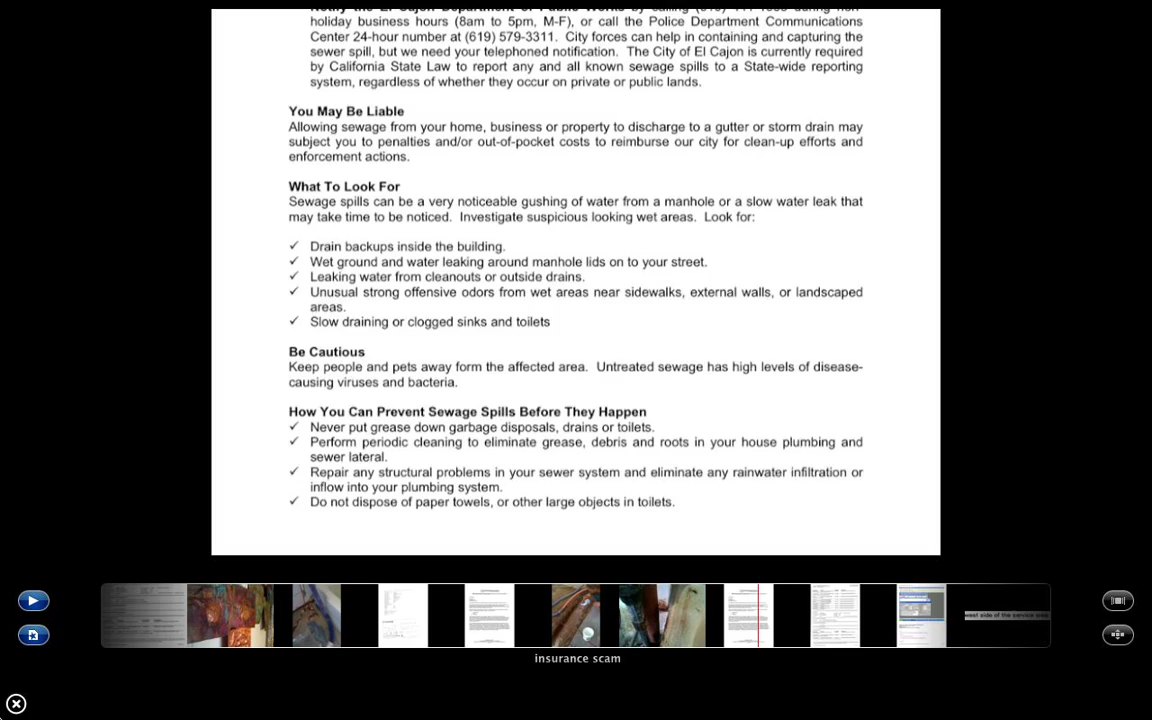 holiday business hours (8am to 5pm, M-F), or call the Police Department Communications
Center 24-hour number at (619) 579-3311. City forces can help in containing and capturing the
sewer spill, but we need your telephoned notification. The City of El Cajon is currently required
by California State Law to report any and all known sewage spills to a State-wide reporting
system, regardless of whether they occur on private or public lands.
You May Be Liable
Allowing sewage from your home, business or property to discharge to a gutter or storm drain may
subject you to penalties and/or out-of-pocket costs to reimburse our city for clean-up efforts and
enforcement actions.
What To Look For
Sewage spills can be a very noticeable gushing of water from a manhole or a slow water leak that
may take time to be noticed. Investigate suspicious looking wet areas. Look for:
✓ Drain backups inside the building.
✓ Wet ground and water leaking around manhole lids on to your street.
✓ Leaking water from cleanouts or outside drains.
✓ Unusual strong offensive odors from wet areas near sidewalks, external walls, or landscaped
areas.
✓ Slow draining or clogged sinks and toilets
Be Cautious
Keep people and pets away form the affected area. Untreated sewage has high levels of disease-
causing viruses and bacteria.
How You Can Prevent Sewage Spills Before They Happen
✓ Never put grease down garbage disposals, drains or toilets.
✓ Perform periodic cleaning to eliminate grease, debris and roots in your house plumbing and
sewer lateral.
✓ Repair any structural problems in your sewer system and eliminate any rainwater infiltration or
inflow into your plumbing system.
✓ Do not dispose of paper towels, or other large objects in toilets.
west side of the service area
insurance scam